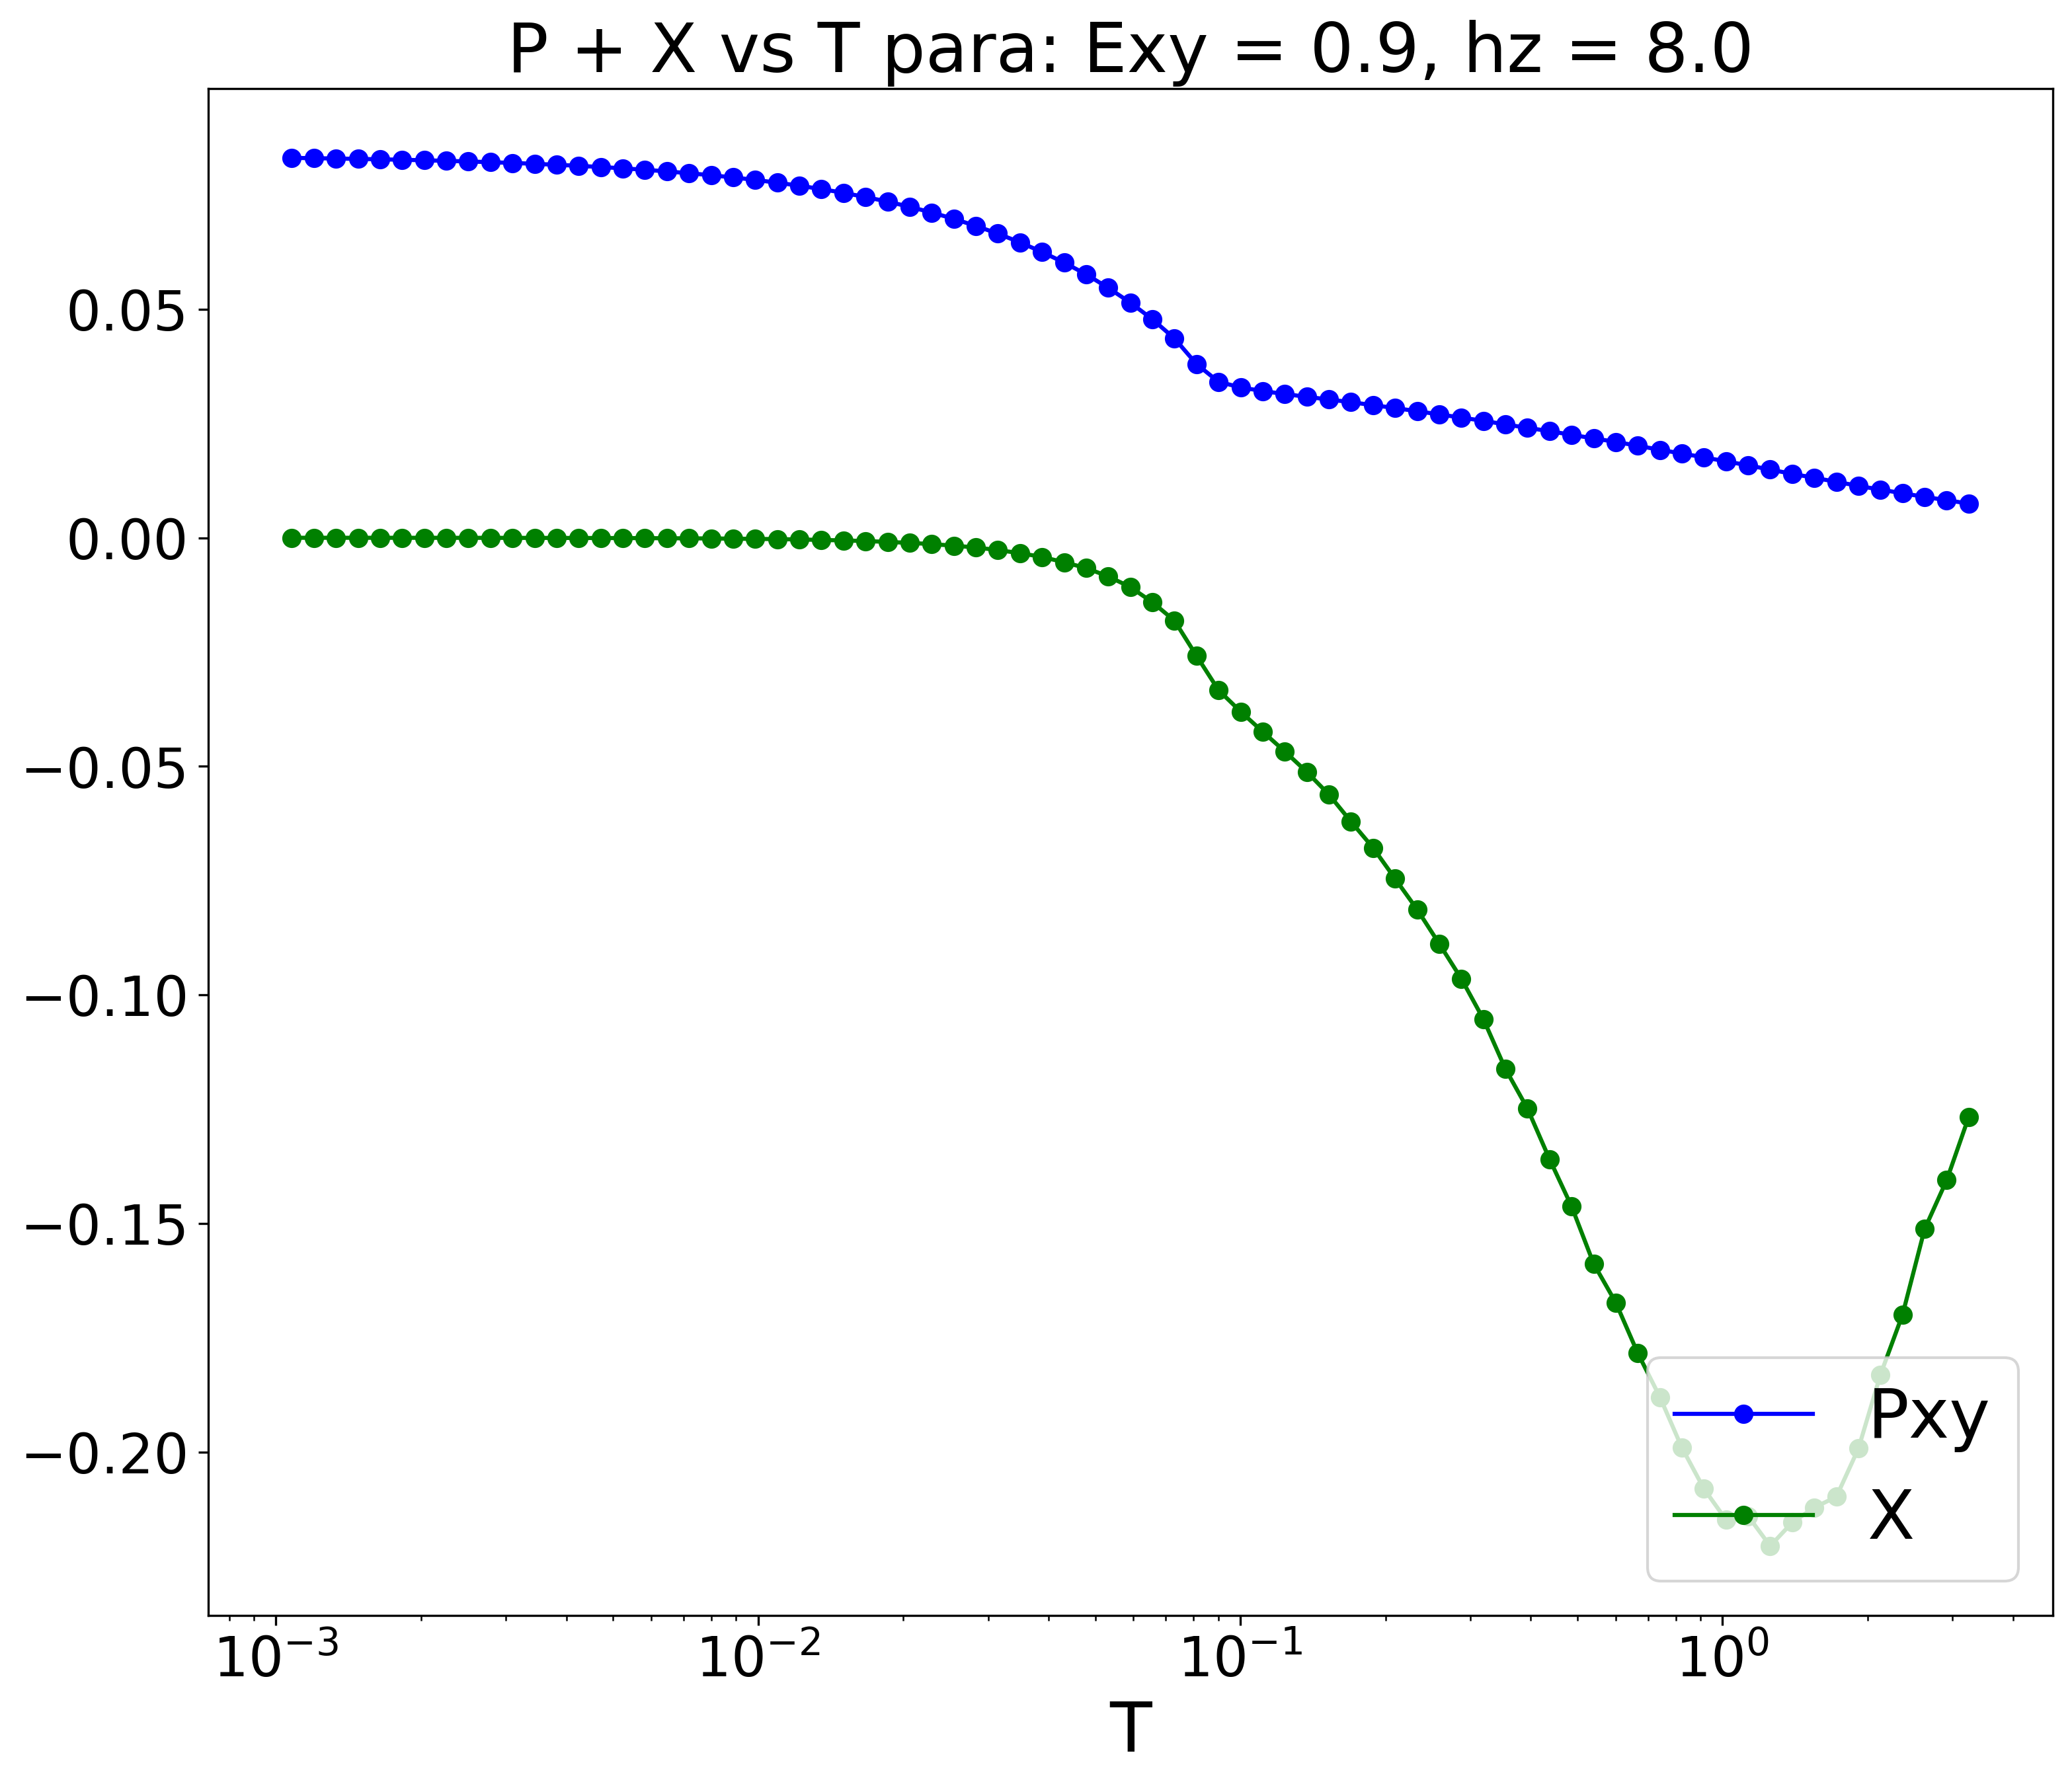 P + X vs T para: Exy = 0.9, hz = 8.0
0.05
0.00
−0.05
−0.10
−0.15
−0.20
Pxy
X
10⁻³ 10⁻² 10⁻¹ 10⁰
T